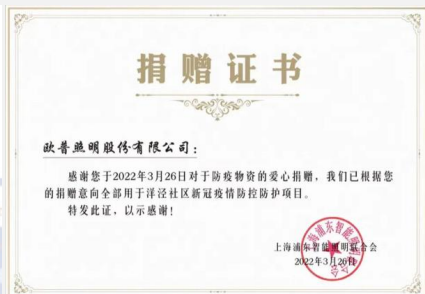 捐赠证书
欧普照明股份有限公司：
感谢您于2022年3月26日对于防疫物资的爱心捐赠，我们已根据您
的捐赠意向全部用于洋泾社区新冠疫情防控防护项目。
特发此证，以示感谢！
上海浦东智能照明联合会
2022年3月26日